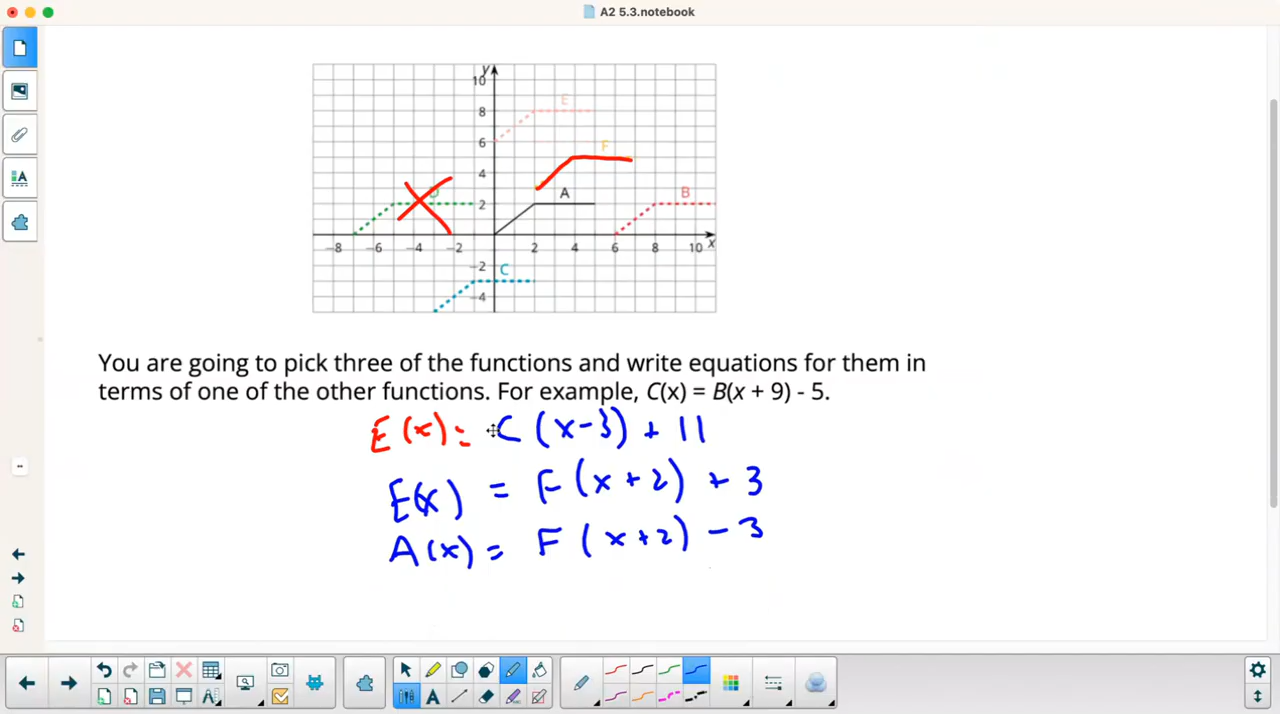 A2 5.3.notebook
y
10
8
E
6
F
4
D
A
B
2
-8 -6 -4 -2 2 4 6 8 10 x
-2
C
-4
You are going to pick three of the functions and write equations for them in
terms of one of the other functions. For example, C(x) = B(x + 9) - 5.
E(x) = C(x-3) + 11
E(x) = F(x+2) + 3
A(x) = F(x+2) - 3
A
A